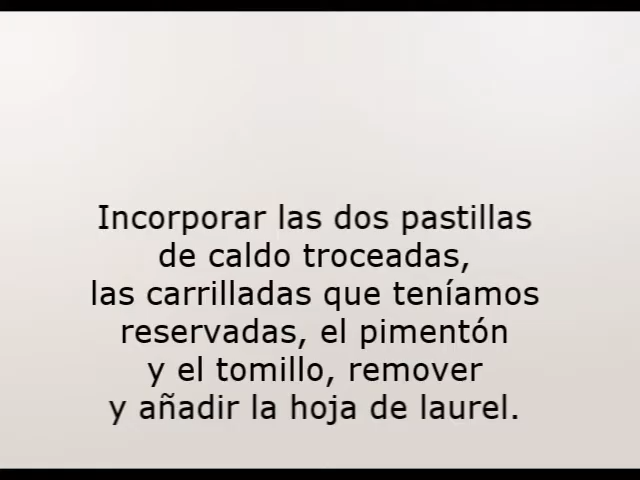 Incorporar las dos pastillas
de caldo troceadas,
las carrilladas que teníamos
reservadas, el pimentón
y el tomillo, remover
y añadir la hoja de laurel.